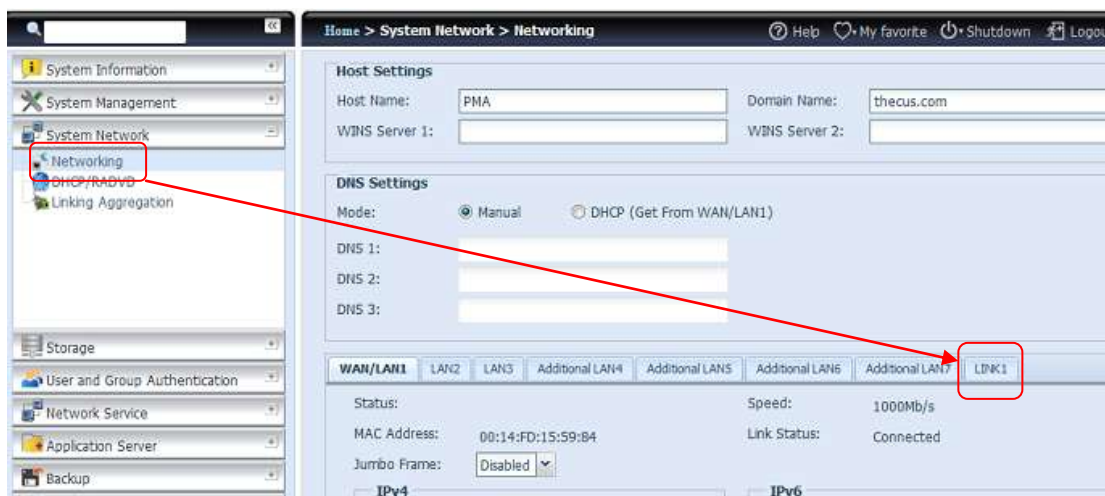 Home > System Network > Networking
Help
My favorite
Shutdown
Logou
System Information
System Management
System Network
Networking
DHCP/RADVD
Linking Aggregation
Storage
User and Group Authentication
Network Service
Application Server
Backup
Host Settings
Host Name: PMA Domain Name: thecus.com
WINS Server 1: WINS Server 2:
DNS Settings
Mode: Manual DHCP (Get From WAN/LAN1)
DNS 1:
DNS 2:
DNS 3:
WAN/LAN1 LAN2 LAN3 Additional LAN4 Additional LAN5 Additional LAN6 Additional LAN7 LINK1
Status: Speed: 1000Mb/s
MAC Address: 00:14:FD:15:59:84 Link Status: Connected
Jumbo Frame: Disabled
IPv4 IPv6